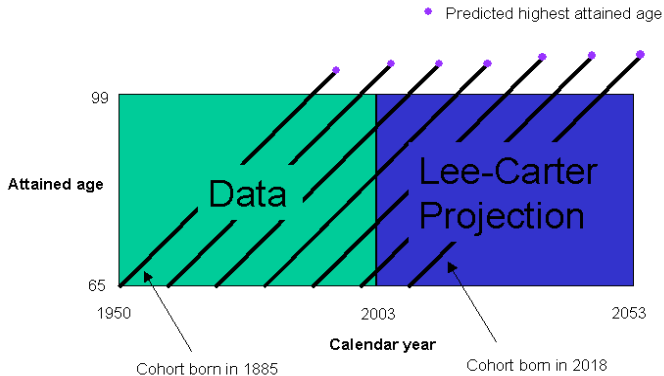 Predicted highest attained age
99
Attained age
Data
Lee-Carter
Projection
65
1950
2003
2053
Calendar year
Cohort born in 1885
Cohort born in 2018